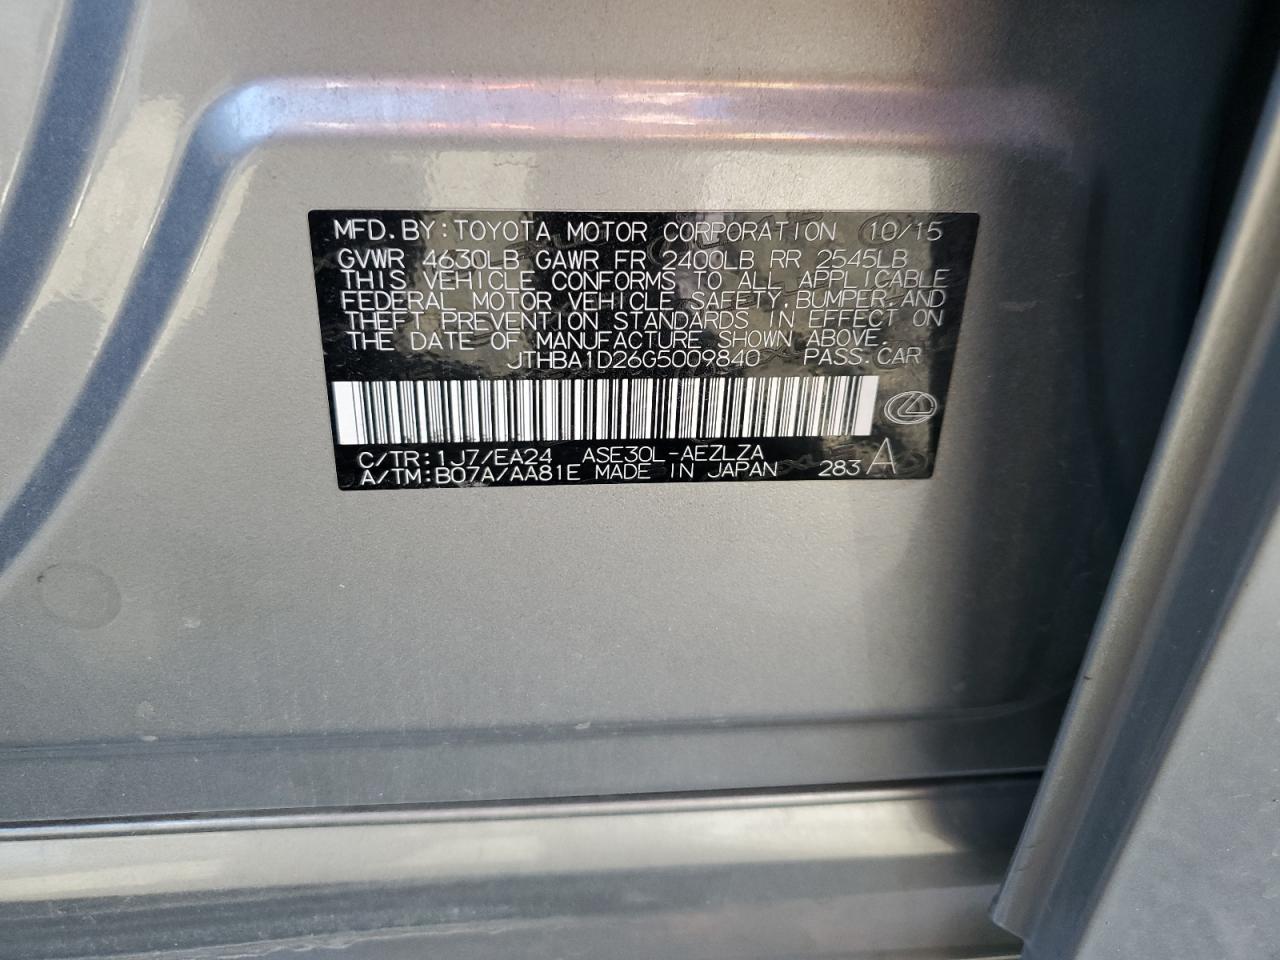 MFD. BY: TOYOTA MOTOR CORPORATION 10/15
GVWR 4630LB GAWR FR 2400LB RR 2545LB
THIS VEHICLE CONFORMS TO ALL APPLICABLE
FEDERAL MOTOR VEHICLE SAFETY, BUMPER, AND
THEFT PREVENTION STANDARDS IN EFFECT ON
THE DATE OF MANUFACTURE SHOWN ABOVE.
JTHBA1D26G5009840 PASS. CAR
C/TR: 1J7/EA24 ASE30L-AEZLZA
A/TM: B07A/AA81E MADE IN JAPAN 283 A